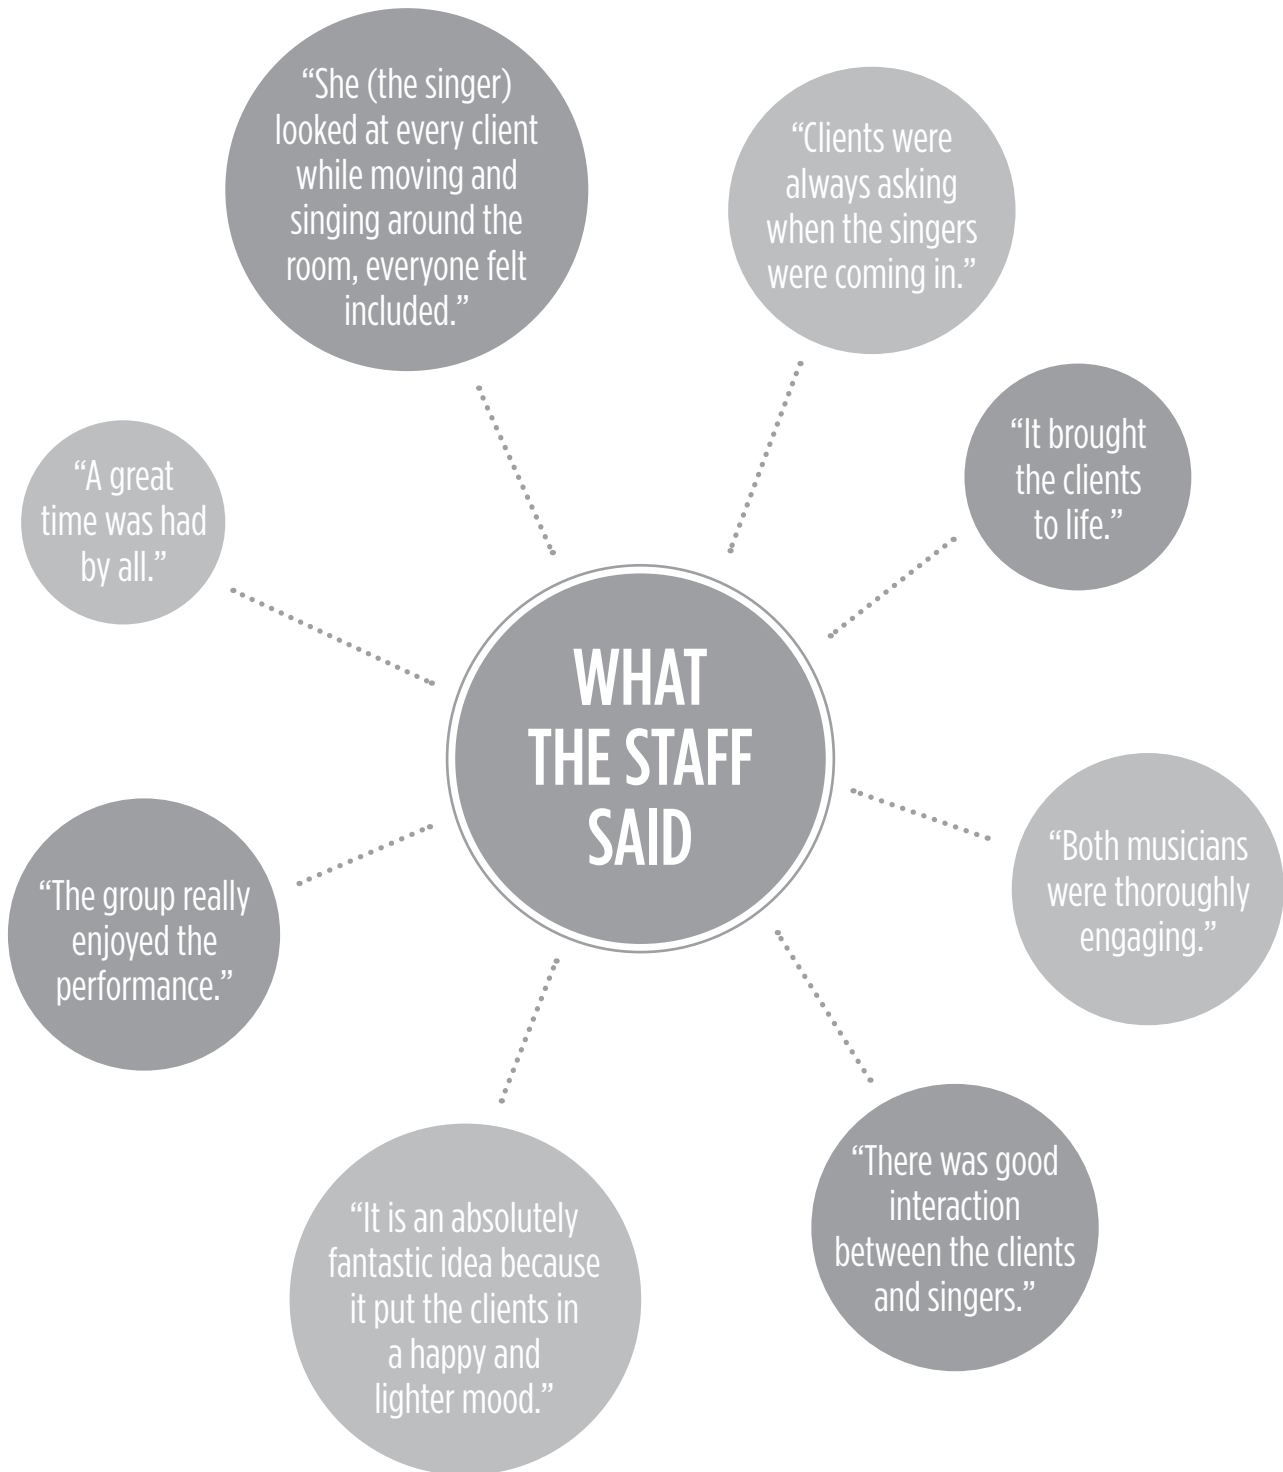 “She (the singer)
looked at every client
while moving and
singing around the
room, everyone felt
included.”
“Clients were
always asking
when the singers
were coming in.”
“It brought
the clients
to life.”
“A great
time was had
by all.”
WHAT
THE STAFF
SAID
“Both musicians
were thoroughly
engaging.”
“The group really
enjoyed the
performance.”
“There was good
interaction
between the clients
and singers.”
“It is an absolutely
fantastic idea because
it put the clients in
a happy and
lighter mood.”